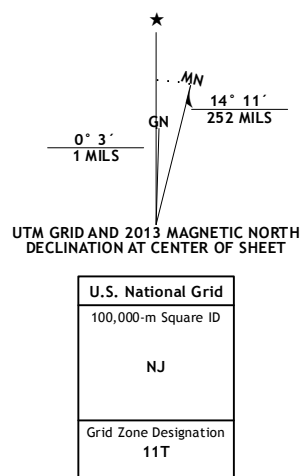 ★
MN
GN
14° 11´
252 MILS
0° 3´
1 MILS
UTM GRID AND 2013 MAGNETIC NORTH
DECLINATION AT CENTER OF SHEET
U.S. National Grid
100,000-m Square ID
NJ
Grid Zone Designation
11T